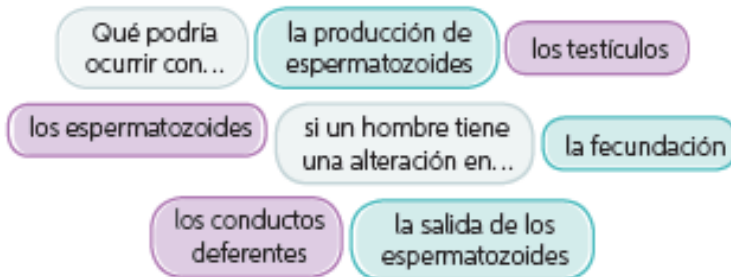 Qué podría
ocurrir con...
la producción de
espermatozoides
los testículos
los espermatozoides
si un hombre tiene
una alteración en...
la fecundación
los conductos
deferentes
la salida de los
espermatozoides